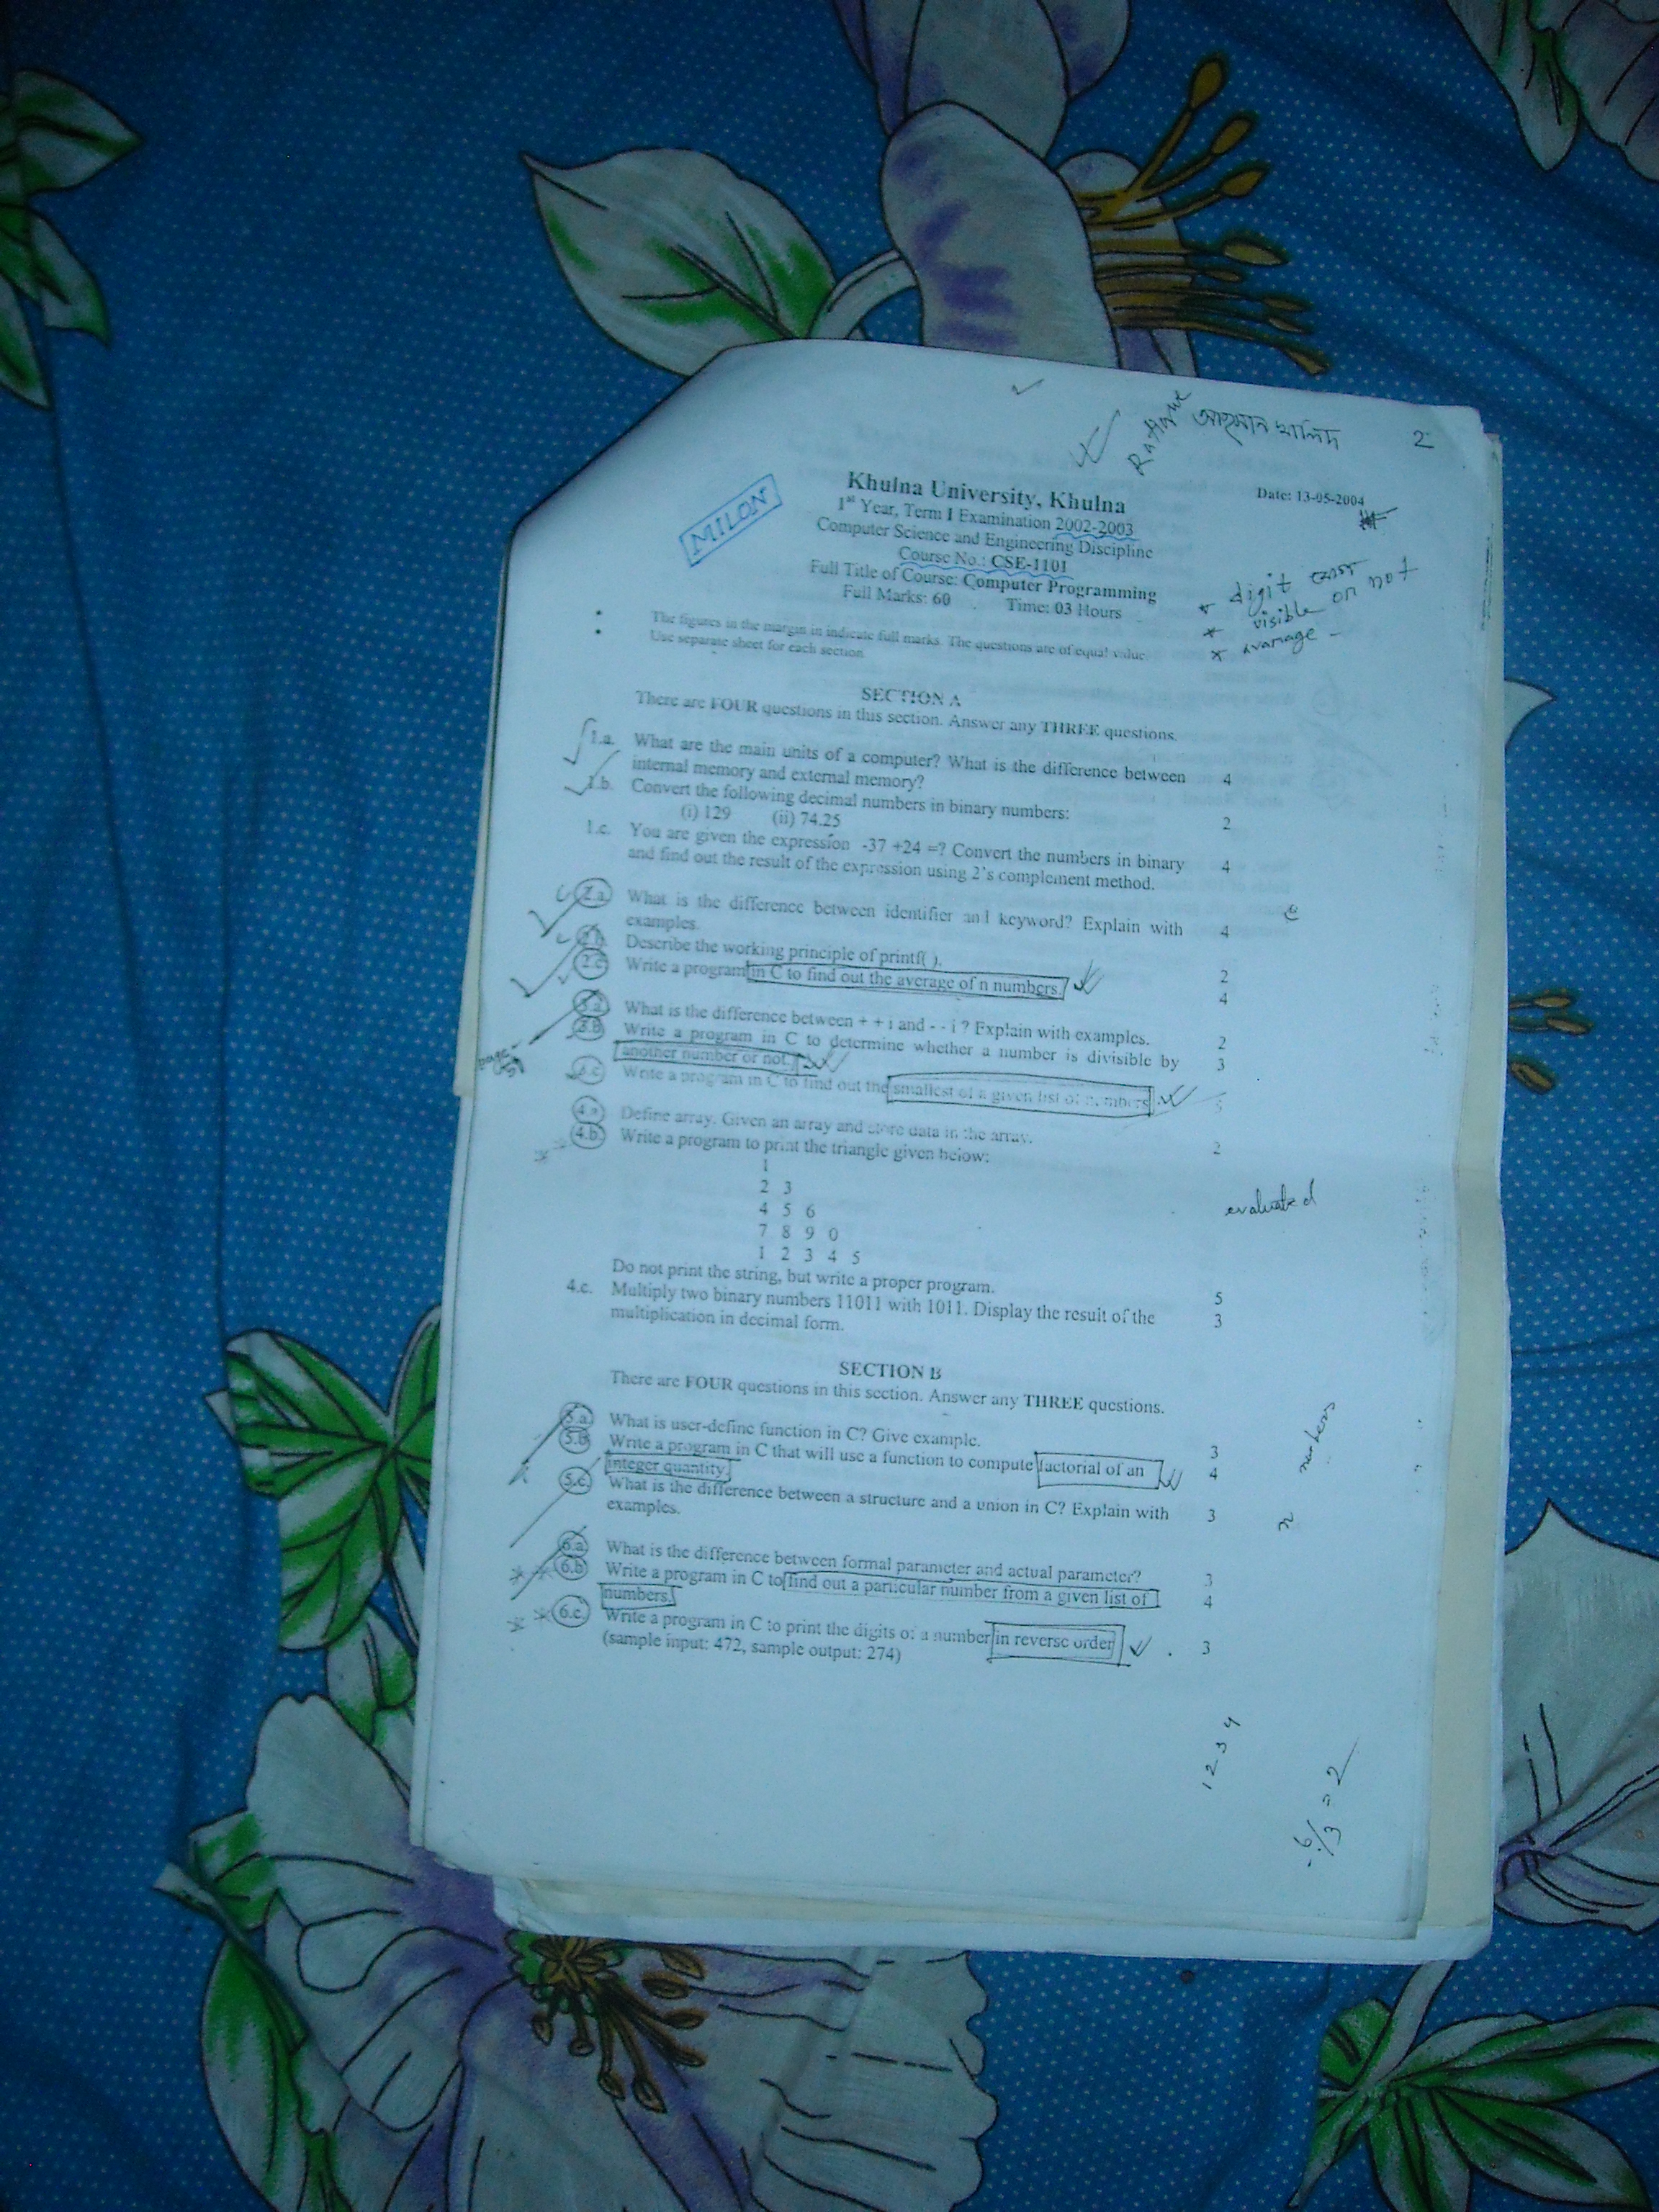 আহসান খালিদ
2
MILON
Khulna University, Khulna
Date: 13-05-2004
1st Year, Term I Examination 2002-2003
Computer Science and Engineering Discipline
Course No.: CSE-1101
Full Title of Course: Computer Programming
Full Marks: 60 Time: 03 Hours
* digit
* visible or not
* avarage -
The figures in the margin in indicate full marks. The questions are of equal value.
Use separate sheet for each section.
SECTION A
There are FOUR questions in this section. Answer any THREE questions.
1.a. What are the main units of a computer? What is the difference between 4
internal memory and external memory?
1.b. Convert the following decimal numbers in binary numbers: 2
(i) 129 (ii) 74.25
1.c. You are given the expression -37 +24 =? Convert the numbers in binary 4
and find out the result of the expression using 2's complement method.
2.a. What is the difference between identifier and keyword? Explain with 4
examples.
2.b. Describe the working principle of printf( ). 2
2.c. Write a program in C to find out the average of n numbers. 4
3.a. What is the difference between + + i and - - i ? Explain with examples. 2
3.b Write a program in C to determine whether a number is divisible by 3
another number or not.
3.c. Write a program in C to find out the smallest of a given list of numbers 5
4.a Define array. Given an array and store data in the array. 2
4.b. Write a program to print the triangle given below:
1
2 3
4 5 6
7 8 9 0
1 2 3 4 5
evaluated
Do not print the string, but write a proper program. 5
4.c. Multiply two binary numbers 11011 with 1011. Display the result of the 3
multiplication in decimal form.
SECTION B
There are FOUR questions in this section. Answer any THREE questions.
5.a. What is user-define function in C? Give example. 3
5.b Write a program in C that will use a function to compute factorial of an 4
integer quantity.
5.c. What is the difference between a structure and a union in C? Explain with 3
examples.
n numbers
6.a What is the difference between formal parameter and actual parameter? 3
6.b Write a program in C to find out a particular number from a given list of 4
numbers.
6.c. Write a program in C to print the digits of a number in reverse order 3
(sample input: 472, sample output: 274)
1 2 3 4
6/3 = 2